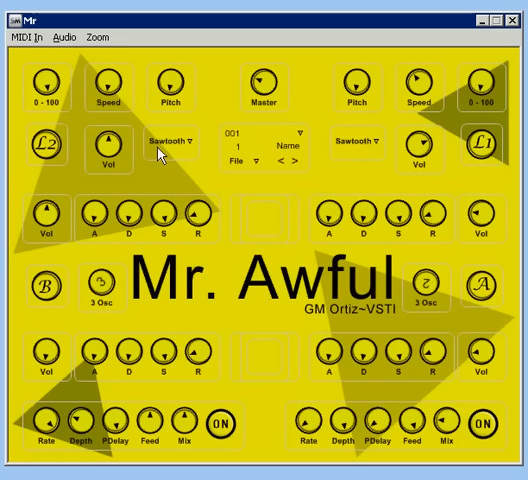 Mr
MIDI In Audio Zoom
0 - 100 Speed Pitch Master Pitch Speed 0 - 100
L2 Vol Sawtooth 001 Sawtooth Vol L1
1 Name
File < >
Vol A D S R A D S R Vol
B 3 Osc Mr. Awful 3 Osc A
GM Ortiz~VSTI
Vol A D S R A D S R Vol
Rate Depth PDelay Feed Mix ON Rate Depth PDelay Feed Mix ON